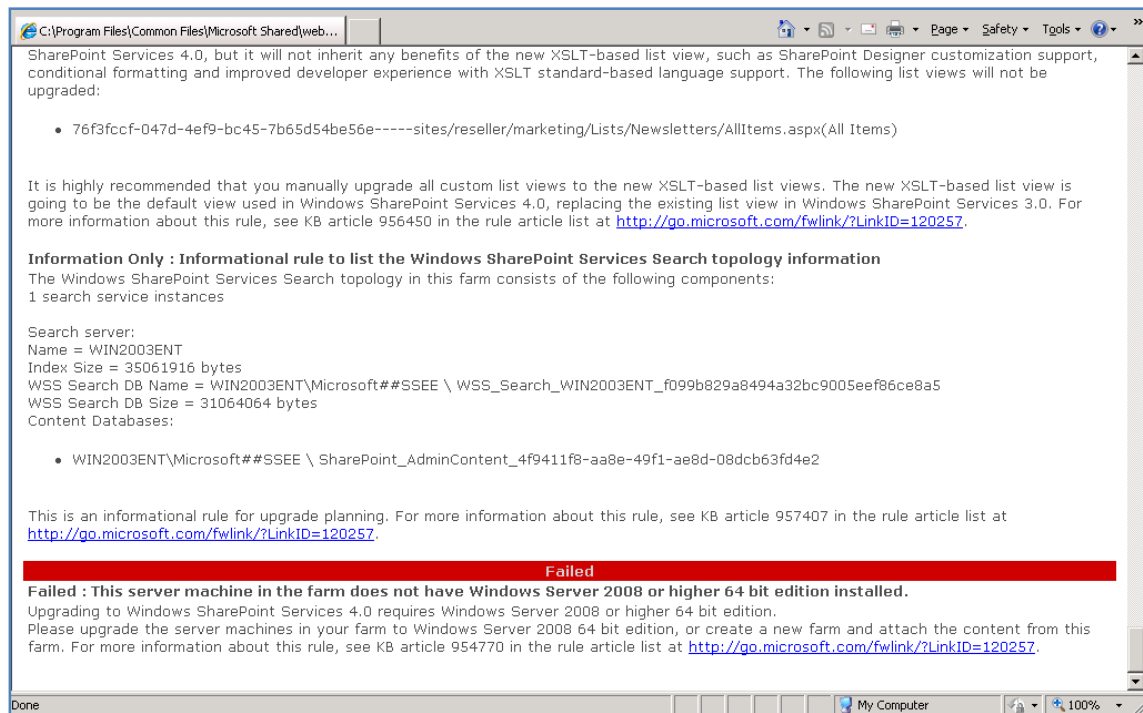 C:\Program Files\Common Files\Microsoft Shared\web...
Page
Safety
Tools
»
SharePoint Services 4.0, but it will not inherit any benefits of the new XSLT-based list view, such as SharePoint Designer customization support,
conditional formatting and improved developer experience with XSLT standard-based language support. The following list views will not be
upgraded:
• 76f3fccf-047d-4ef9-bc45-7b65d54be56e-----sites/reseller/marketing/Lists/Newsletters/AllItems.aspx(All Items)
It is highly recommended that you manually upgrade all custom list views to the new XSLT-based list views. The new XSLT-based list view is
going to be the default view used in Windows SharePoint Services 4.0, replacing the existing list view in Windows SharePoint Services 3.0. For
more information about this rule, see KB article 956450 in the rule article list at http://go.microsoft.com/fwlink/?LinkID=120257.
Information Only : Informational rule to list the Windows SharePoint Services Search topology information
The Windows SharePoint Services Search topology in this farm consists of the following components:
1 search service instances
Search server:
Name = WIN2003ENT
Index Size = 35061916 bytes
WSS Search DB Name = WIN2003ENT\Microsoft##SSEE \ WSS_Search_WIN2003ENT_f099b829a8494a32bc9005eef86ce8a5
WSS Search DB Size = 31064064 bytes
Content Databases:
• WIN2003ENT\Microsoft##SSEE \ SharePoint_AdminContent_4f9411f8-aa8e-49f1-ae8d-08dcb63fd4e2
This is an informational rule for upgrade planning. For more information about this rule, see KB article 957407 in the rule article list at
http://go.microsoft.com/fwlink/?LinkID=120257.
Failed
Failed : This server machine in the farm does not have Windows Server 2008 or higher 64 bit edition installed.
Upgrading to Windows SharePoint Services 4.0 requires Windows Server 2008 or higher 64 bit edition.
Please upgrade the server machines in your farm to Windows Server 2008 64 bit edition, or create a new farm and attach the content from this
farm. For more information about this rule, see KB article 954770 in the rule article list at http://go.microsoft.com/fwlink/?LinkID=120257.
Done
My Computer
100%